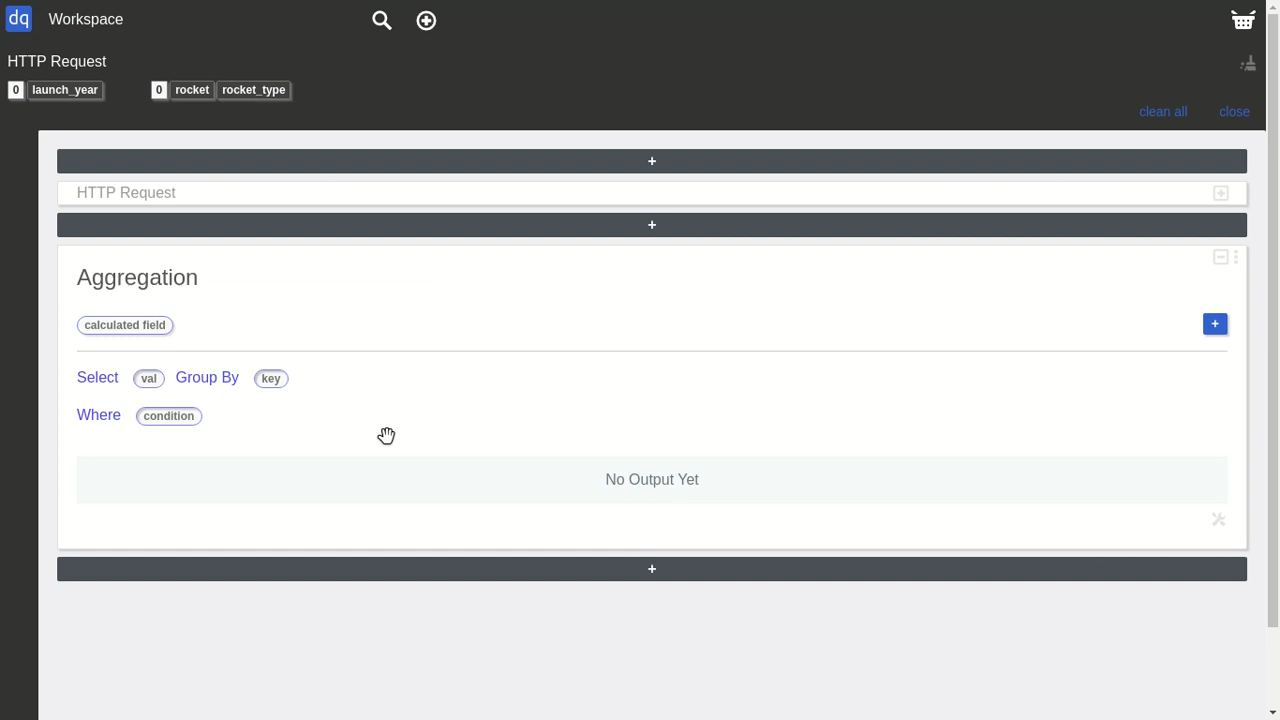 dq Workspace
HTTP Request
0 launch_year 0 rocket rocket_type
clean all close
+
HTTP Request
+
Aggregation
calculated field +
Select val Group By key
Where condition
No Output Yet
+